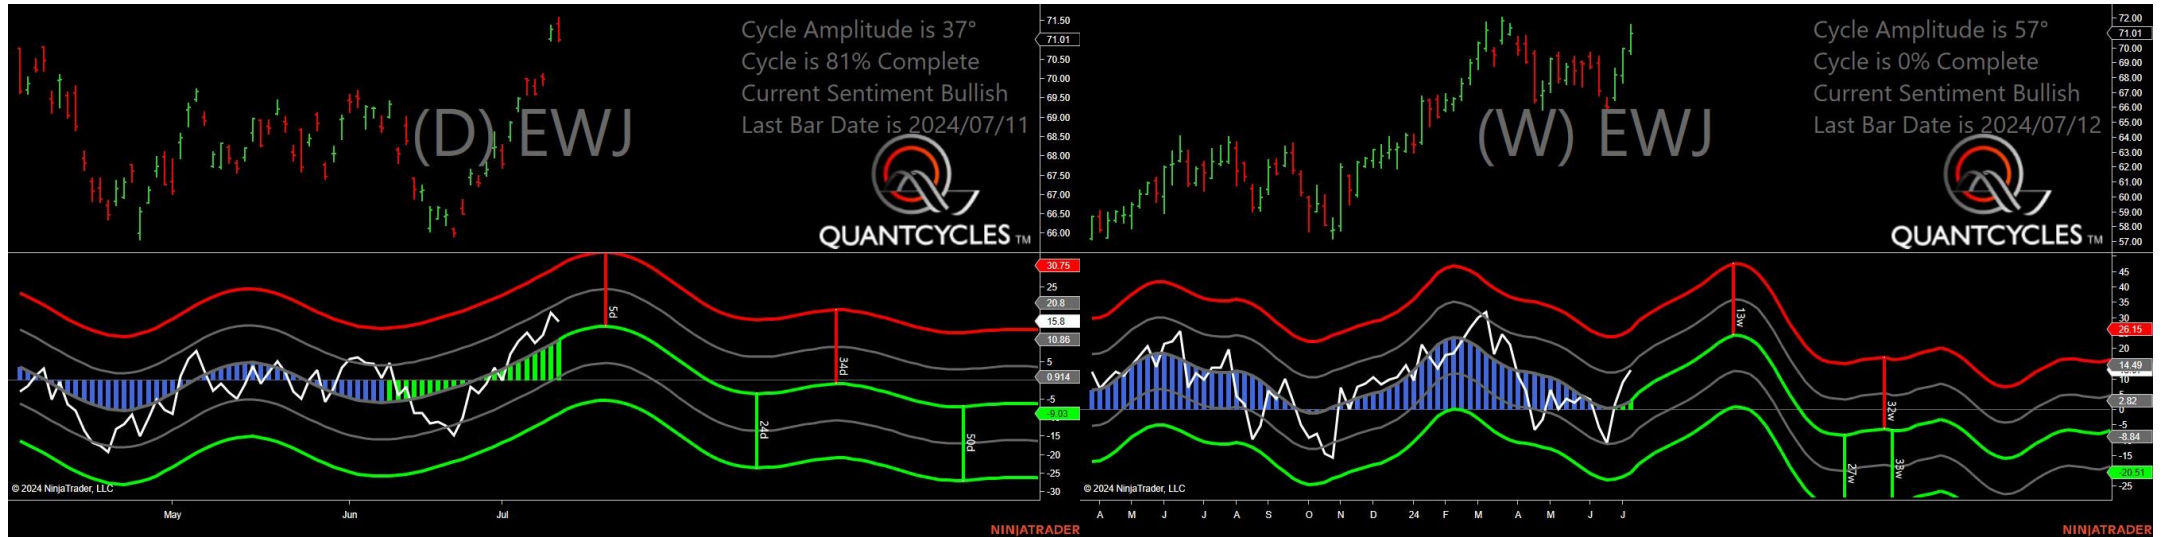 Cycle Amplitude is 37°
Cycle is 81% Complete
Current Sentiment Bullish
Last Bar Date is 2024/07/11
(D) EWJ
QUANTCYCLES TM
71.50
71.01
70.50
70.00
69.50
69.00
68.50
68.00
67.50
67.00
66.50
66.00
30.75
25
20.8
15.8
10.86
5
0.914
-5
-9.03
-15
-20
-25
-30
5d
34d
24d
50d
© 2024 NinjaTrader, LLC
May Jun Jul
NINJATRADER
Cycle Amplitude is 57°
Cycle is 0% Complete
Current Sentiment Bullish
Last Bar Date is 2024/07/12
(W) EWJ
QUANTCYCLES TM
72.00
71.01
70.00
69.00
68.00
67.00
66.00
65.00
64.00
63.00
62.00
61.00
60.00
59.00
58.00
57.00
45
40
35
30
26.15
20
14.49
10
2.82
0
-5
-8.84
-15
-20.51
-25
13w
32w
27w
33w
© 2024 NinjaTrader, LLC
A M J J A S O N D 24 F M A M J J
NINJATRADER